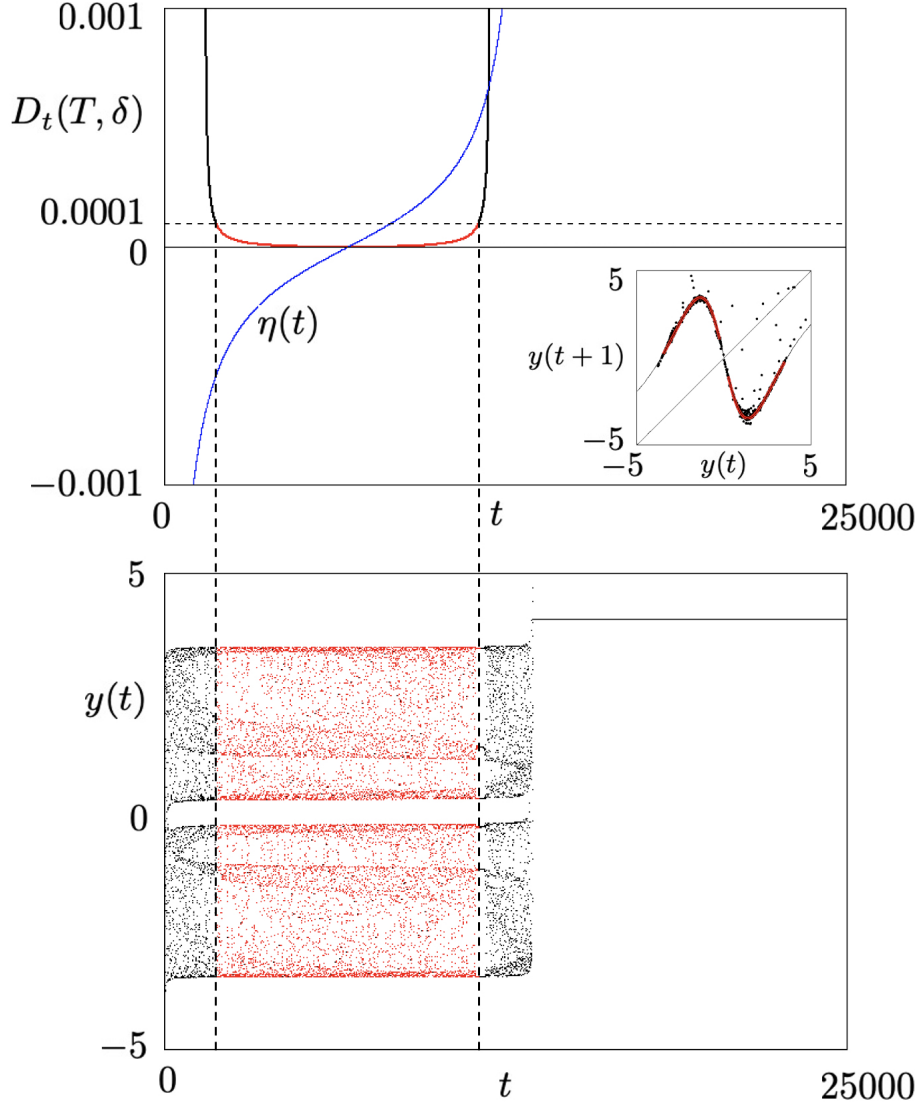 0.001
D_t(T, δ)
0.0001
0
η(t)
5
y(t + 1)
−5
−5 y(t) 5
−0.001
0 t 25000
5
y(t)
0
−5
0 t 25000